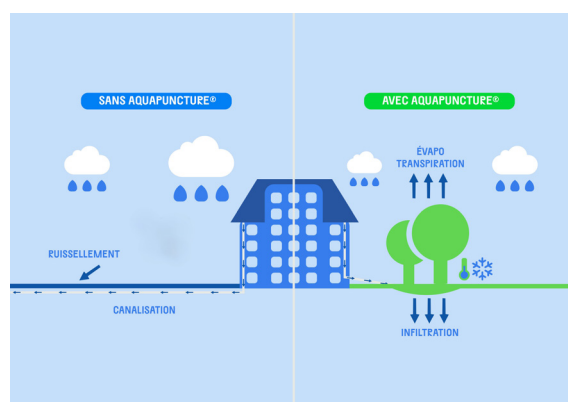 SANS AQUAPUNCTURE®
AVEC AQUAPUNCTURE®
ÉVAPO
TRANSPIRATION
RUISSELLEMENT
CANALISATION
INFILTRATION